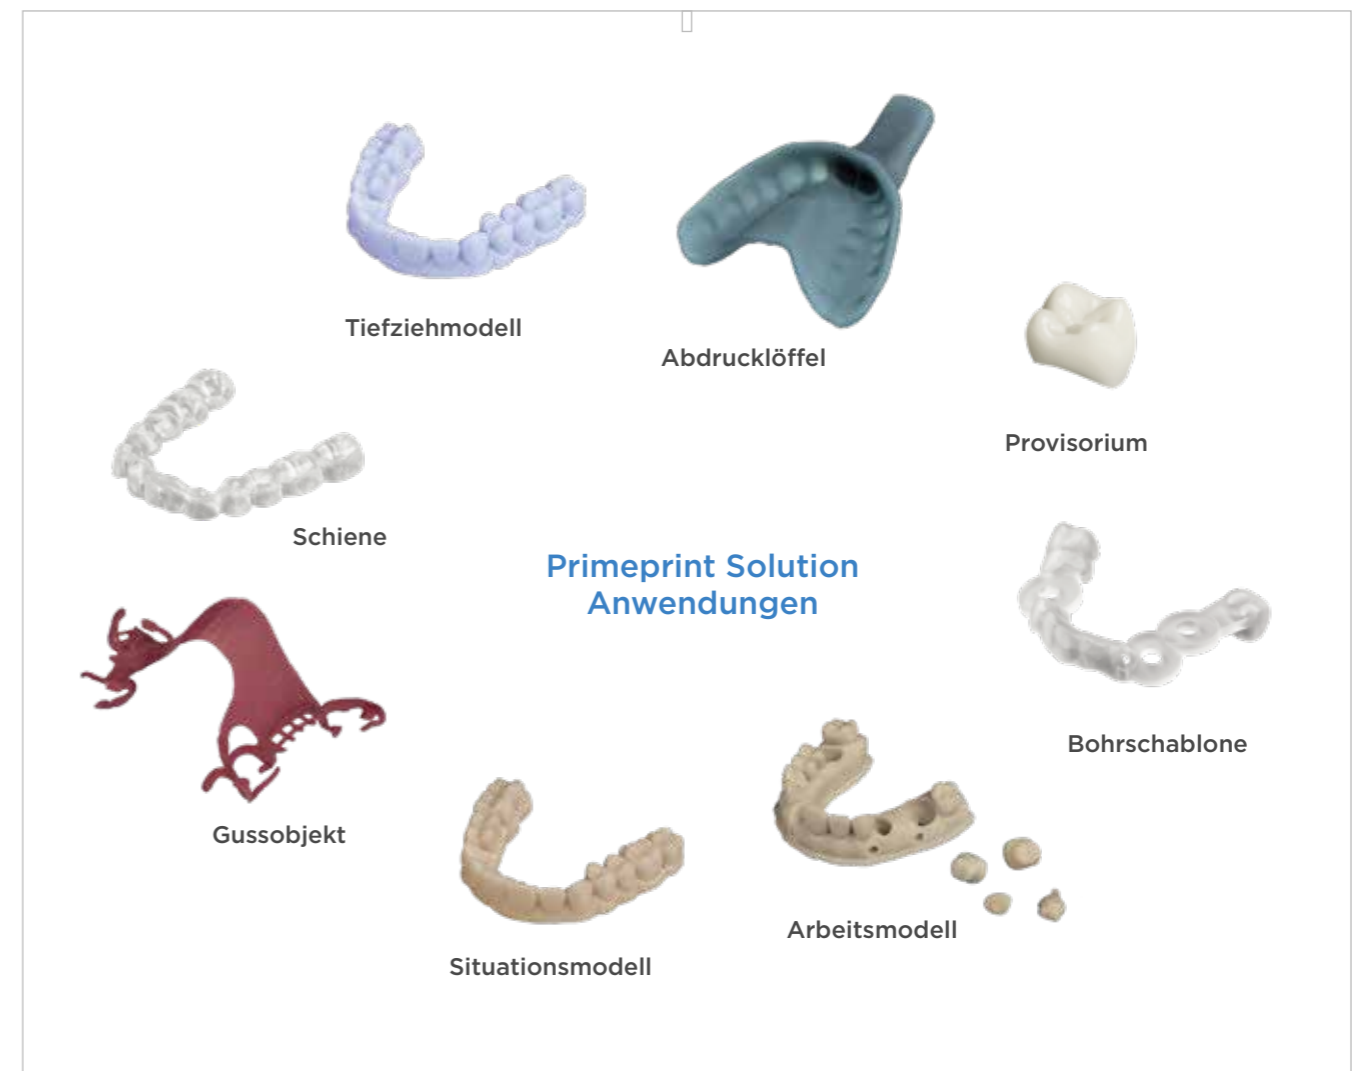 Tiefziehmodell
Abdrucklöffel
Provisorium
Schiene
Primeprint Solution
Anwendungen
Bohrschablone
Gussobjekt
Arbeitsmodell
Situationsmodell